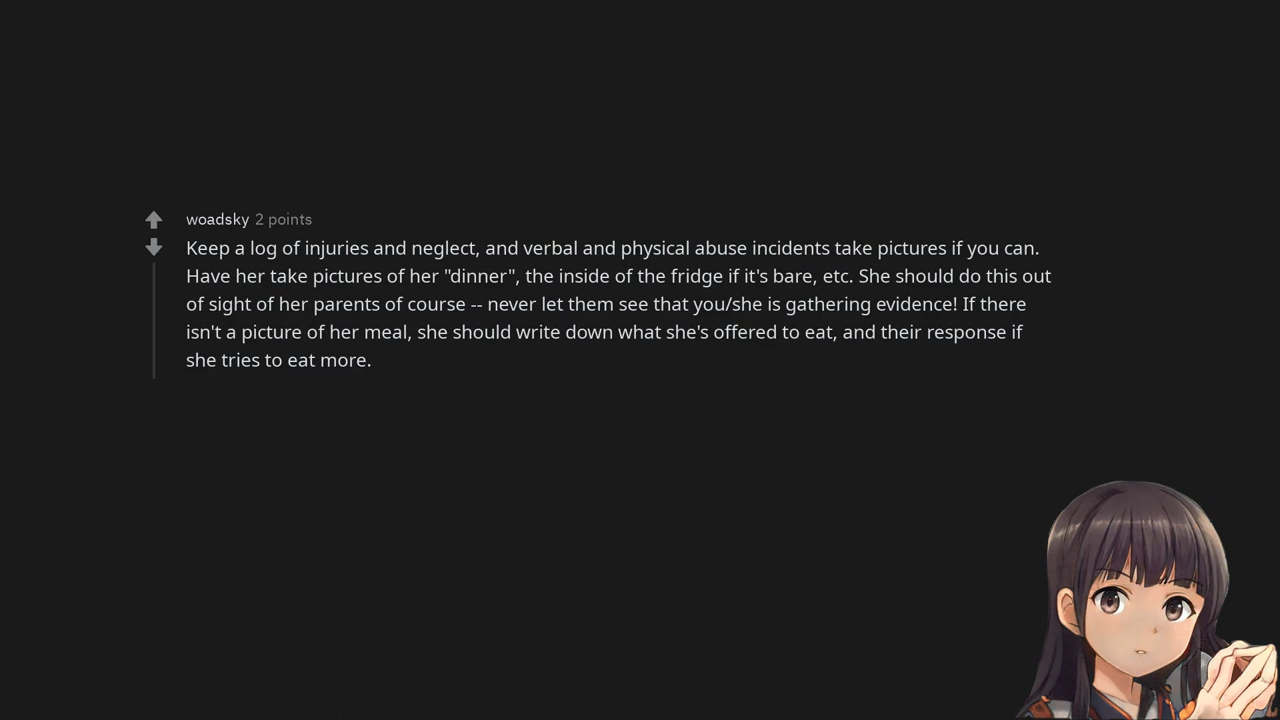 woadsky 2 points
Keep a log of injuries and neglect, and verbal and physical abuse incidents take pictures if you can.
Have her take pictures of her "dinner", the inside of the fridge if it's bare, etc. She should do this out
of sight of her parents of course -- never let them see that you/she is gathering evidence! If there
isn't a picture of her meal, she should write down what she's offered to eat, and their response if
she tries to eat more.